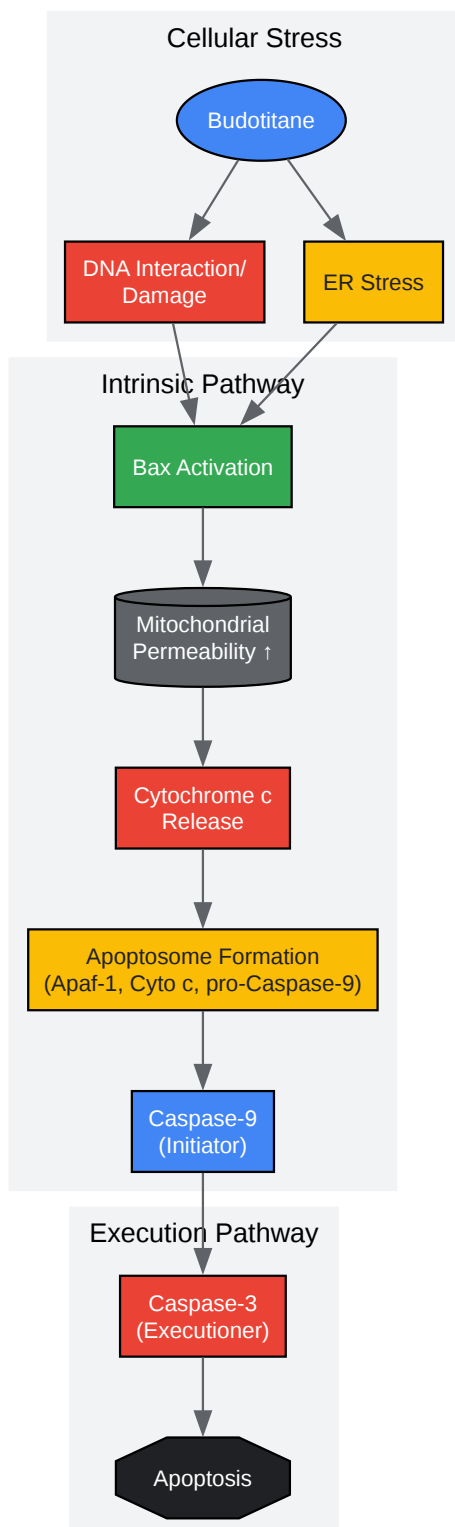 Cellular Stress
Budotitane
DNA Interaction/
Damage
ER Stress
Intrinsic Pathway
Bax Activation
Mitochondrial
Permeability ↑
Cytochrome c
Release
Apoptosome Formation
(Apaf-1, Cyto c, pro-Caspase-9)
Caspase-9
(Initiator)
Execution Pathway
Caspase-3
(Executioner)
Apoptosis